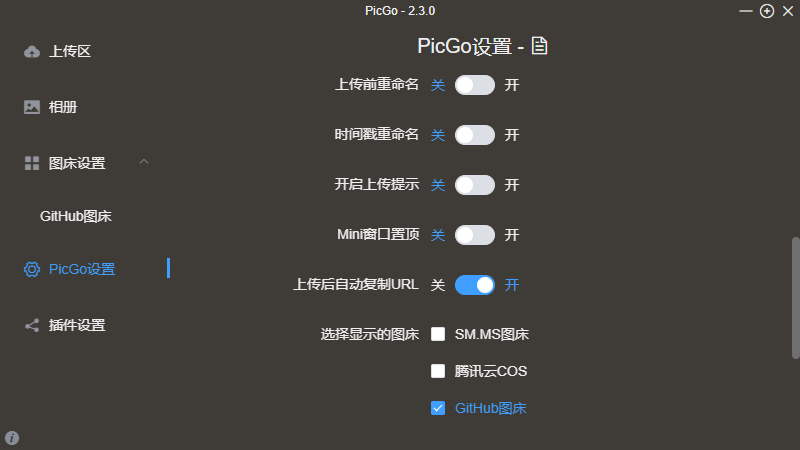 PicGo - 2.3.0
上传区
相册
图床设置
GitHub图床
PicGo设置
插件设置
PicGo设置 -
上传前重命名 关 开
时间戳重命名 关 开
开启上传提示 关 开
Mini窗口置顶 关 开
上传后自动复制URL 关 开
选择显示的图床 SM.MS图床
腾讯云COS
GitHub图床